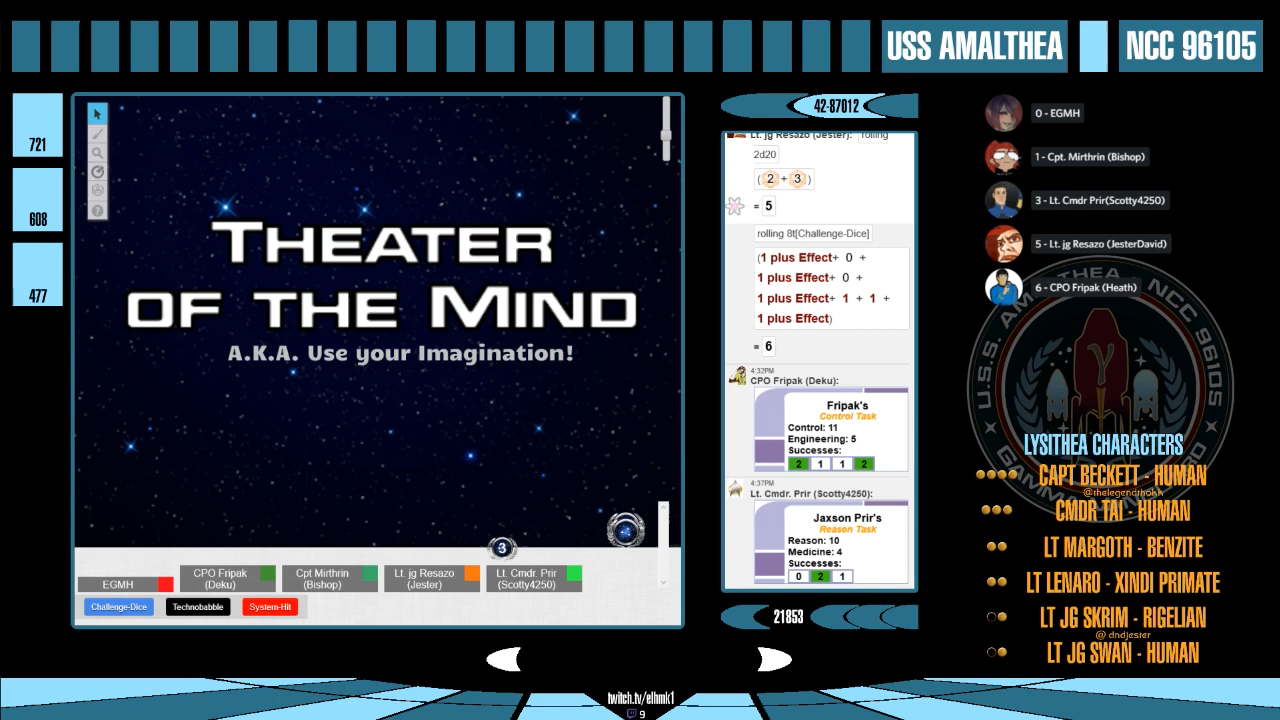 USS AMALTHEA
NCC 96105
721
608
477
THEATER
OF THE MIND
A.K.A. Use your Imagination!
3
EGMH
CPO Fripak
(Deku)
Cpt Mirthrin
(Bishop)
Lt. jg Resazo
(Jester)
Lt. Cmdr. Prir
(Scotty4250)
Challenge-Dice
Technobabble
System-Hit
42-87012
Lt. jg Resazo (Jester): rolling
2d20
(2+3)
= 5
rolling 8t[Challenge-Dice]
(1 plus Effect+ 0 +
1 plus Effect+ 0 +
1 plus Effect+ 1 + 1 +
1 plus Effect)
= 6
4:32PM
CPO Fripak (Deku):
Fripak's
Control Task
Control: 11
Engineering: 5
Successes:
2 1 1 2
4:37PM
Lt. Cmdr. Prir (Scotty4250):
Jaxson Prir's
Reason Task
Reason: 10
Medicine: 4
Successes:
0 2 1
21853
0 - EGMH
1 - Cpt. Mirthrin (Bishop)
3 - Lt. Cmdr Prir(Scotty4250)
5 - Lt. jg Resazo (JesterDavid)
6 - CPO Fripak (Heath)
NCC 96105
LYSITHEA CHARACTERS
CAPT BECKETT - HUMAN
CMDR TAI - HUMAN
LT MARGOTH - BENZITE
LT LENARO - XINDI PRIMATE
LT JG SKRIM - RIGELIAN
@dndjester
LT JG SWAN - HUMAN
twitch.tv/elhmk1
9